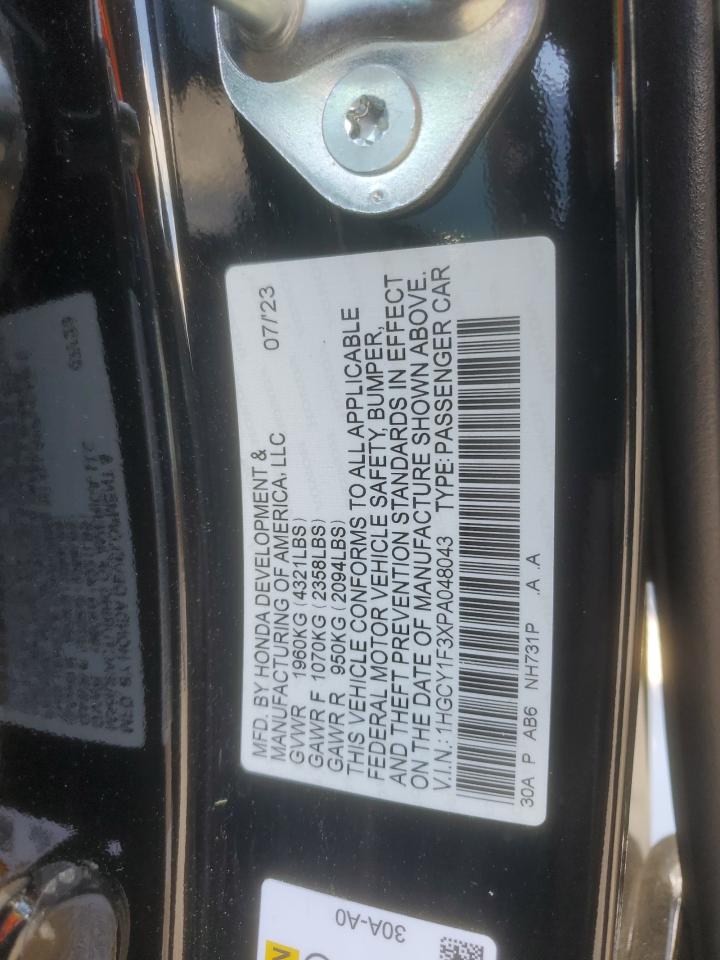 MFD. BY HONDA DEVELOPMENT &
MANUFACTURING OF AMERICA, LLC 07/'23
GVWR 1960KG (4321LBS)
GAWR F 1070KG (2358LBS)
GAWR R 950KG (2094LBS)
THIS VEHICLE CONFORMS TO ALL APPLICABLE
FEDERAL MOTOR VEHICLE SAFETY, BUMPER,
AND THEFT PREVENTION STANDARDS IN EFFECT
ON THE DATE OF MANUFACTURE SHOWN ABOVE.
V.I.N.: 1HGCY1F3XPA048043 TYPE: PASSENGER CAR
30A P AB6 NH731P .A .A
30A-A0